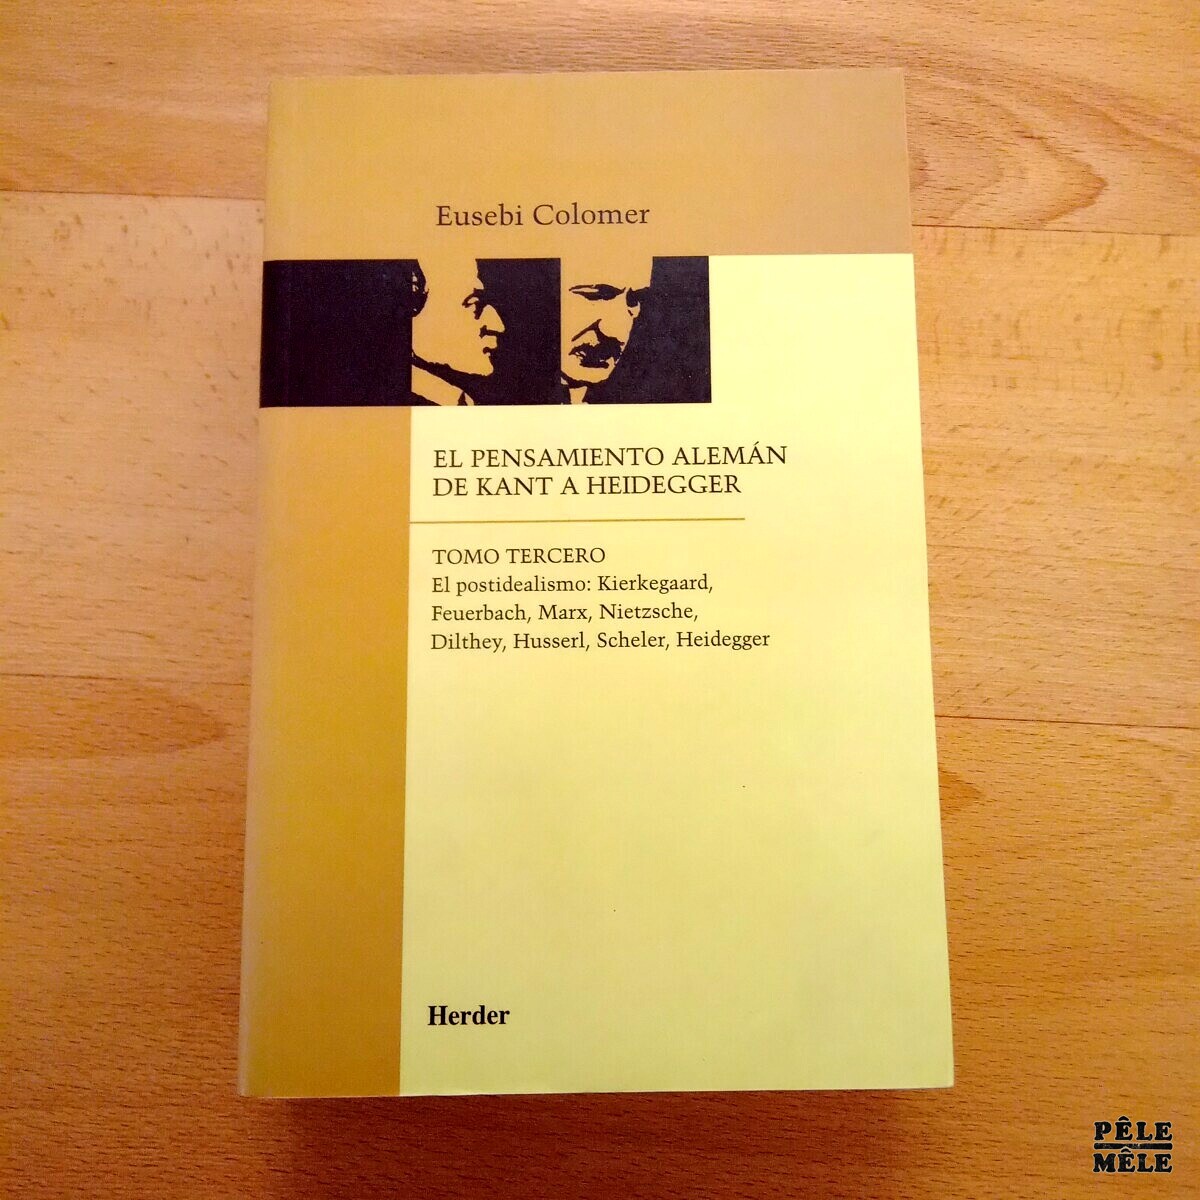 Eusebi Colomer
EL PENSAMIENTO ALEMÁN
DE KANT A HEIDEGGER
TOMO TERCERO
El postidealismo: Kierkegaard,
Feuerbach, Marx, Nietzsche,
Dilthey, Husserl, Scheler, Heidegger
Herder
PÊLE
MÊLE